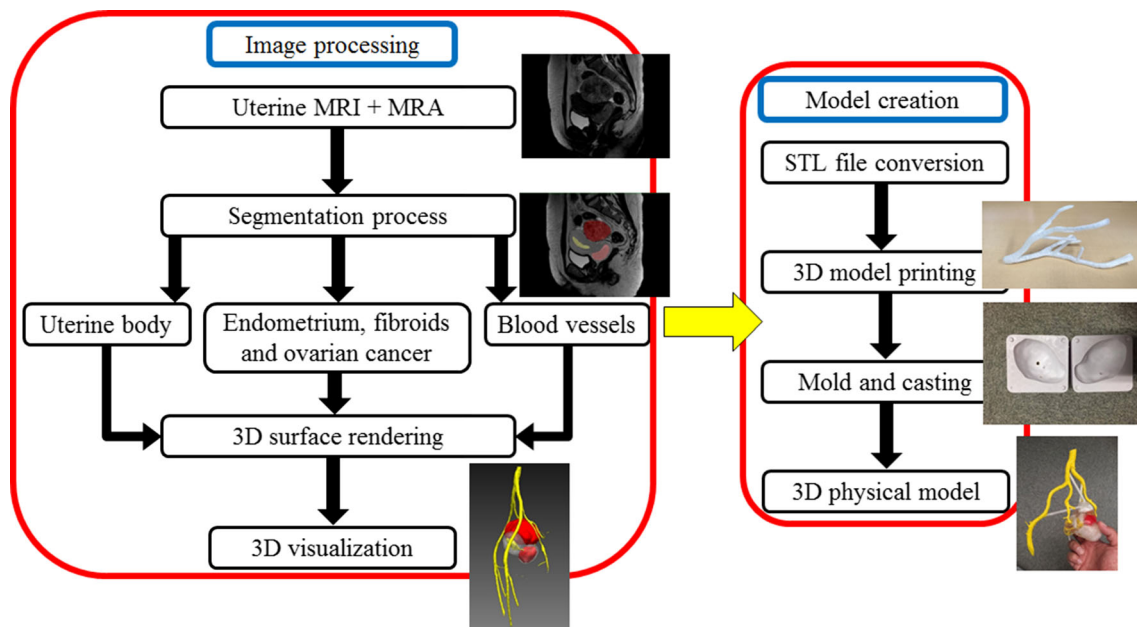 Image processing
Uterine MRI + MRA
Segmentation process
Uterine body
Endometrium, fibroids
and ovarian cancer
Blood vessels
3D surface rendering
3D visualization
Model creation
STL file conversion
3D model printing
Mold and casting
3D physical model